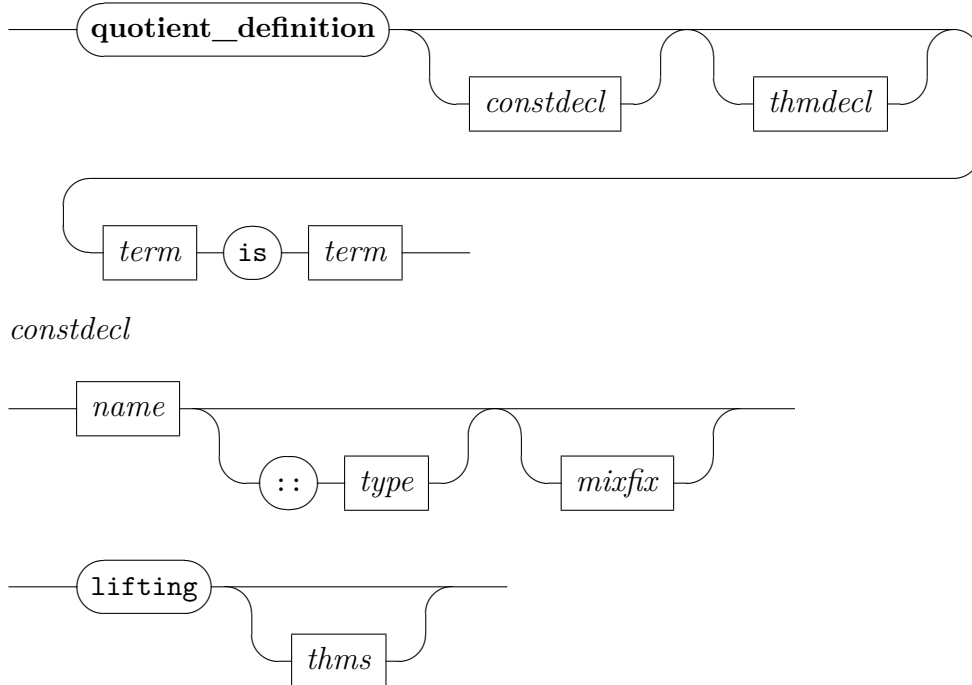 quotient_definition
constdecl thmdecl
term is term
constdecl
name
:: type mixfix
lifting
thms